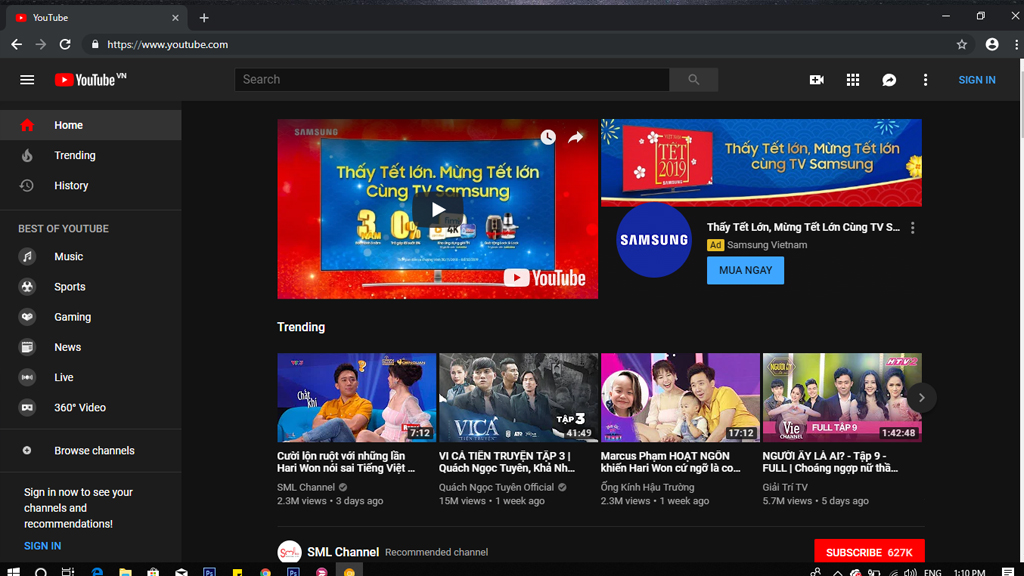 YouTube
https://www.youtube.com
YouTube VN
Search
SIGN IN
Home
Trending
History
BEST OF YOUTUBE
Music
Sports
Gaming
News
Live
360° Video
Browse channels
Sign in now to see your
channels and
recommendations!
SIGN IN
SAMSUNG
Thấy Tết lớn. Mừng Tết lớn
Cùng TV Samsung
0%
4K
YouTube
TẾT
2019
Thấy Tết lớn, Mừng Tết lớn
cùng TV Samsung
SAMSUNG
Thấy Tết Lớn, Mừng Tết Lớn Cùng TV S...
Ad Samsung Vietnam
MUA NGAY
Trending
7:12
VICA
TIỀN TRUYỆN
TẬP 3
41:49
17:12
HTV2
Vie
CHANNEL
FULL TẬP 9
1:42:48
Cười lộn ruột với những lần
Hari Won nói sai Tiếng Việt ...
SML Channel
2.3M views • 3 days ago
VI CÁ TIỀN TRUYỆN TẬP 3 |
Quách Ngọc Tuyên, Khả Nh...
Quách Ngọc Tuyên Official
15M views • 1 week ago
Marcus Phạm HOẠT NGÔN
khiến Hari Won cứ ngỡ là co...
Ống Kính Hậu Trường
2.3M views • 1 week ago
NGƯỜI ẤY LÀ AI? - Tập 9 -
FULL | Choáng ngợp nữ thầ...
Giải Trí TV
5.7M views • 5 days ago
SML
SML Channel Recommended channel
SUBSCRIBE 627K
ENG 1:10 PM